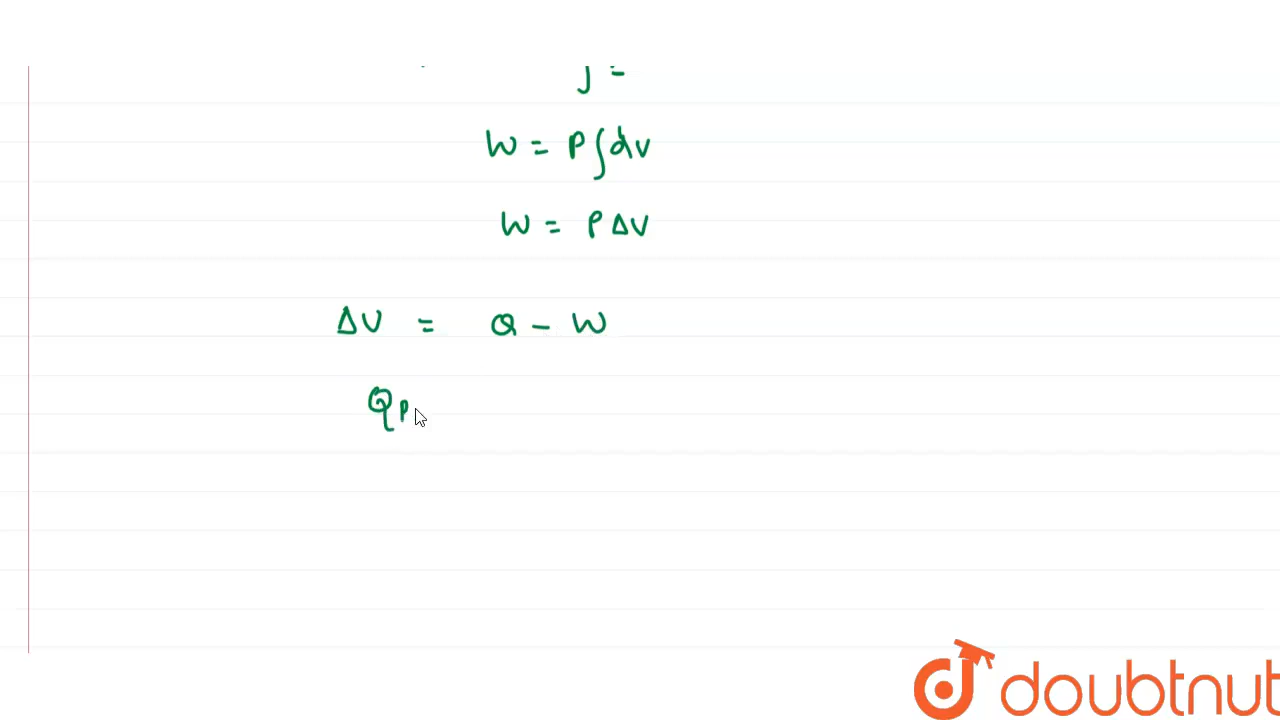 W = P∫dV
W = PΔV
ΔU = Q - W
Qp
doubtnut